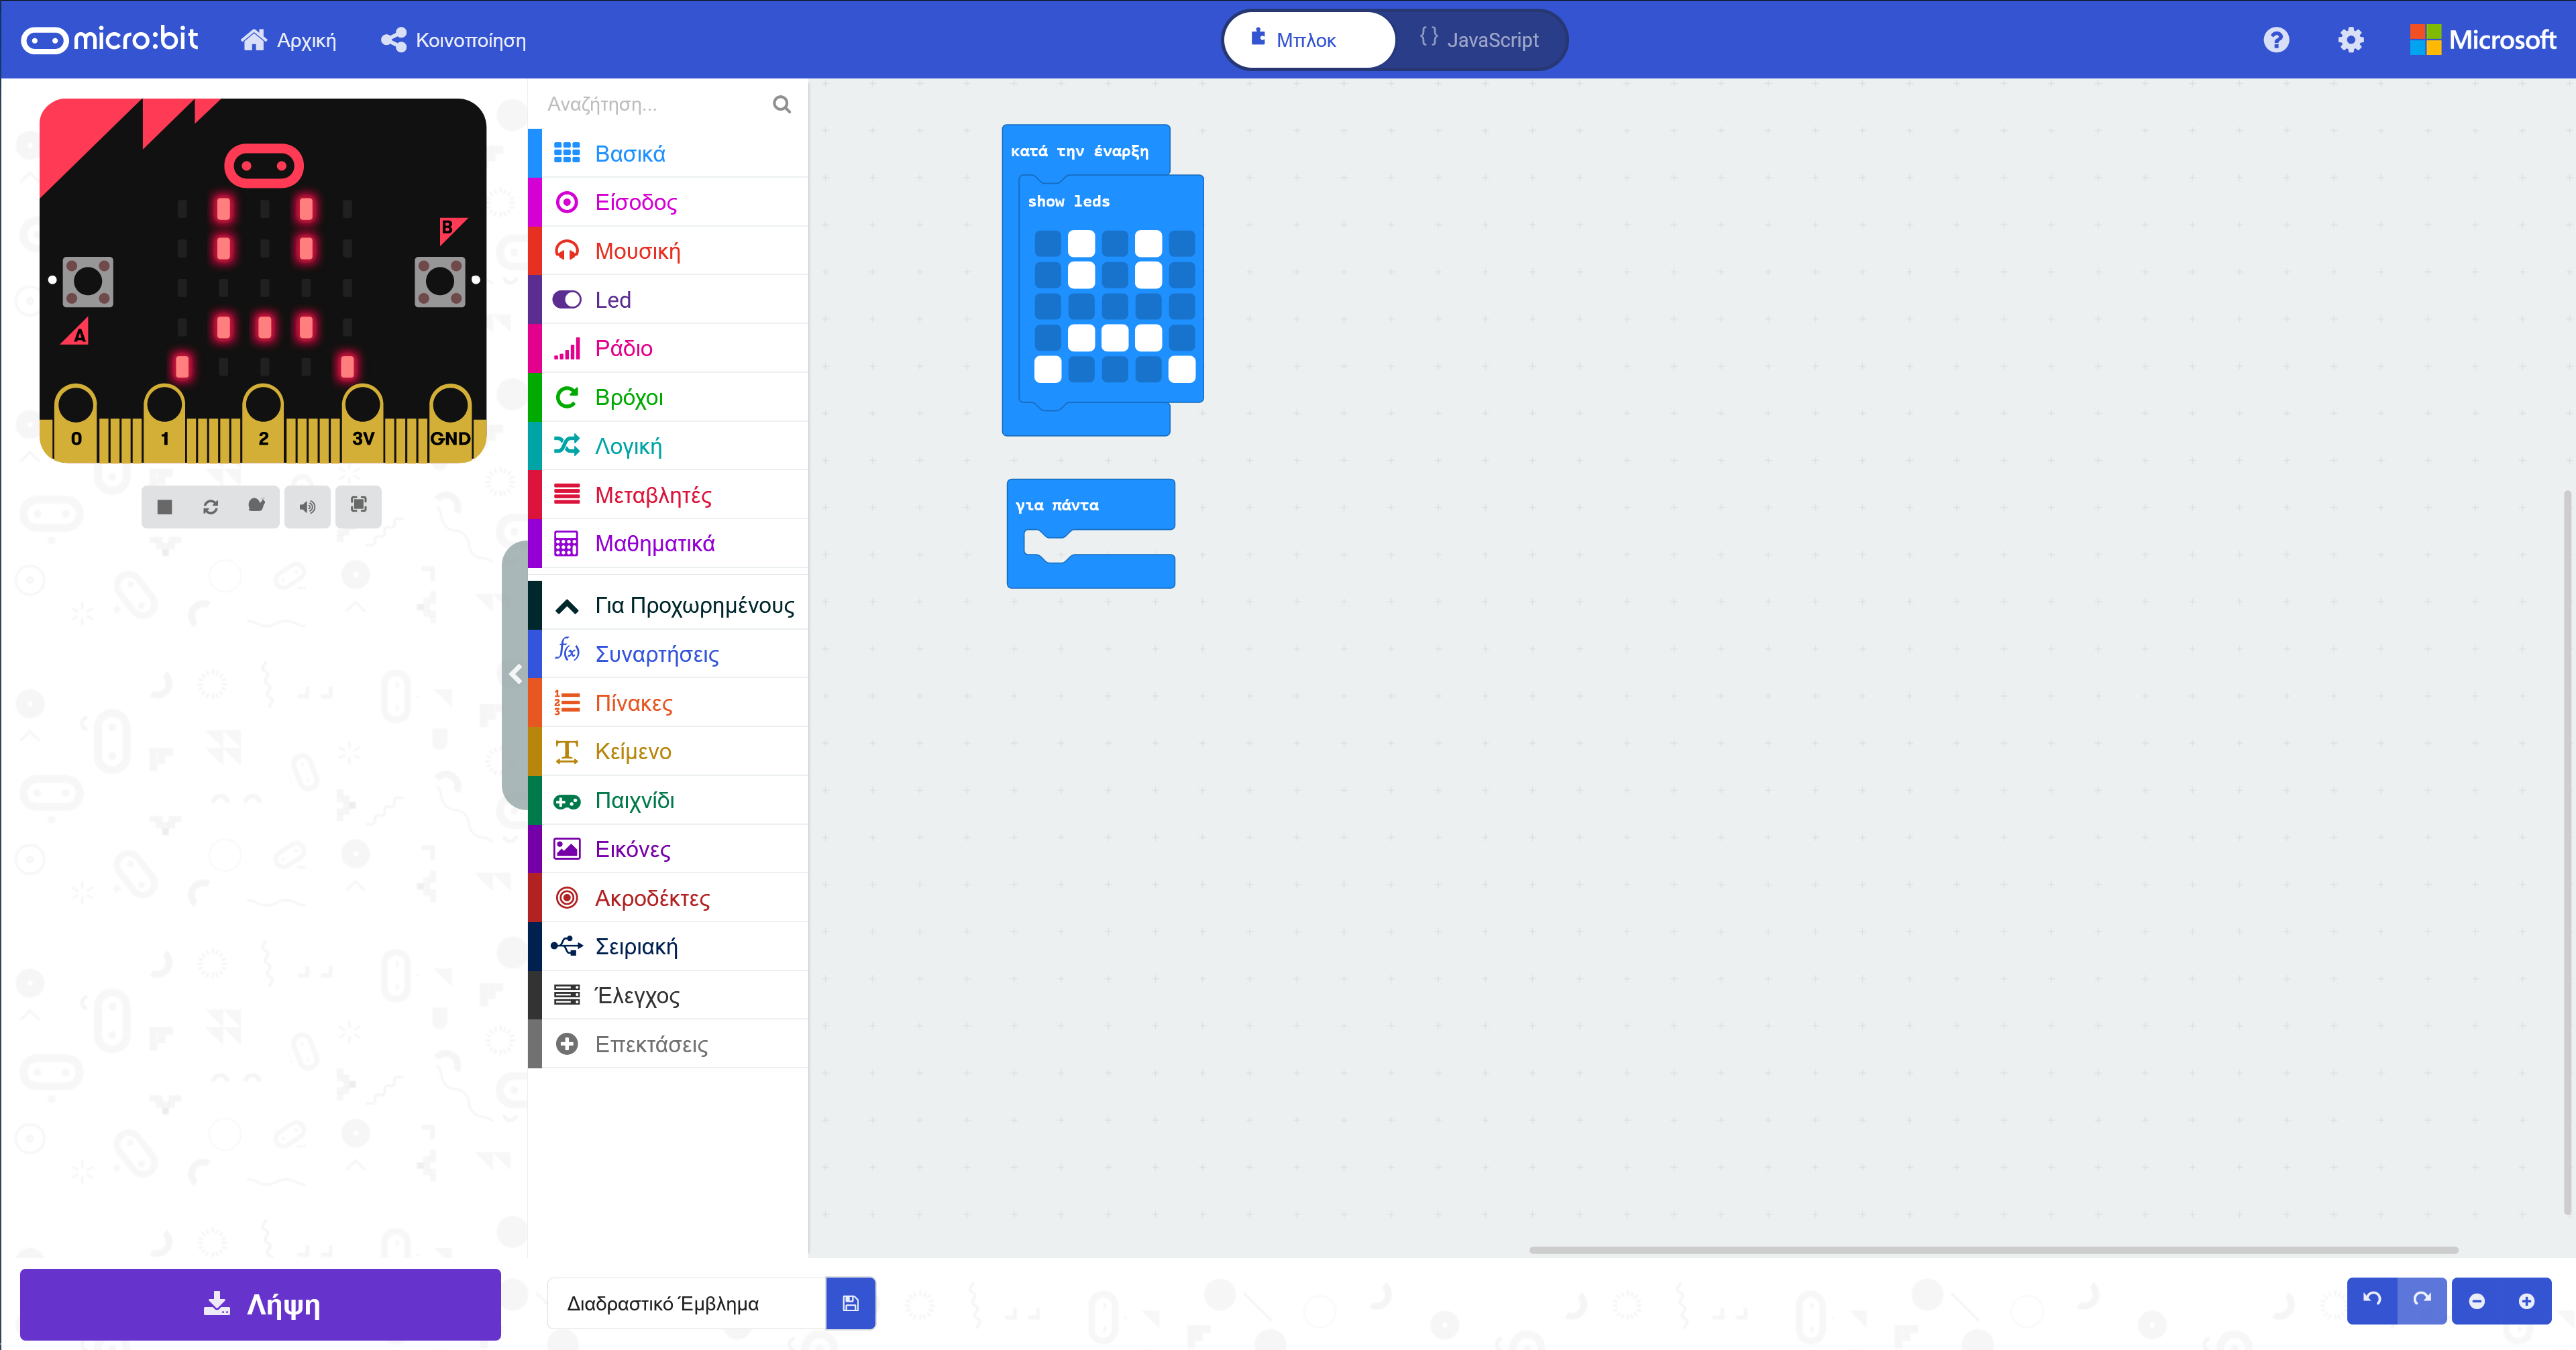 micro:bit
Αρχική
Κοινοποίηση
Μπλοκ
{} JavaScript
Microsoft
B
A
0
1
2
3V
GND
Αναζήτηση...
Βασικά
Είσοδος
Μουσική
Led
Ράδιο
Βρόχοι
Λογική
Μεταβλητές
Μαθηματικά
Για Προχωρημένους
f(x) Συναρτήσεις
Πίνακες
Κείμενο
Παιχνίδι
Εικόνες
Ακροδέκτες
Σειριακή
Έλεγχος
Επεκτάσεις
κατά την έναρξη
show leds
για πάντα
Λήψη
Διαδραστικό Έμβλημα